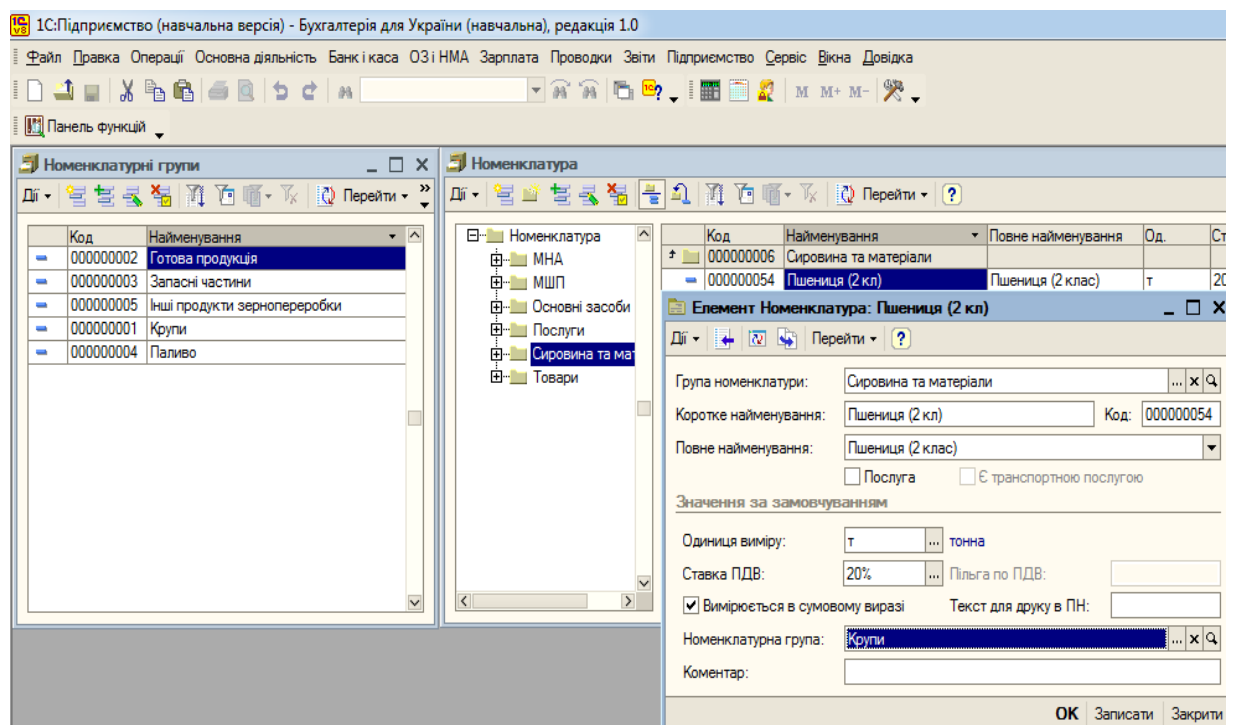 1С:Підприємство (навчальна версія) - Бухгалтерія для України (навчальна), редакція 1.0
Файл Правка Операції Основна діяльність Банк і каса ОЗ і НМА Зарплата Проводки Звіти Підприємство Сервіс Вікна Довідка
M M+ M-
Панель функцій
Номенклатурні групи
Дії Перейти
Код Найменування
000000002 Готова продукція
000000003 Запасні частини
000000005 Інші продукти зернопереробки
000000001 Крупи
000000004 Паливо
Номенклатура
Дії Перейти
Номенклатура
МНА
МШП
Основні засоби
Послуги
Сировина та мат
Товари
Код Найменування Повне найменування Од. Ст
000000006 Сировина та матеріали
000000054 Пшениця (2 кл) Пшениця (2 клас) т 20
Елемент Номенклатура: Пшениця (2 кл)
Дії Перейти
Група номенклатури: Сировина та матеріали
Коротке найменування: Пшениця (2 кл) Код: 000000054
Повне найменування: Пшениця (2 клас)
Послуга Є транспортною послугою
Значення за замовчуванням
Одиниця виміру: т тонна
Ставка ПДВ: 20% Пільга по ПДВ:
Вимірюється в сумовому виразі Текст для друку в ПН:
Номенклатурна група: Крупи
Коментар:
OK Записати Закрити